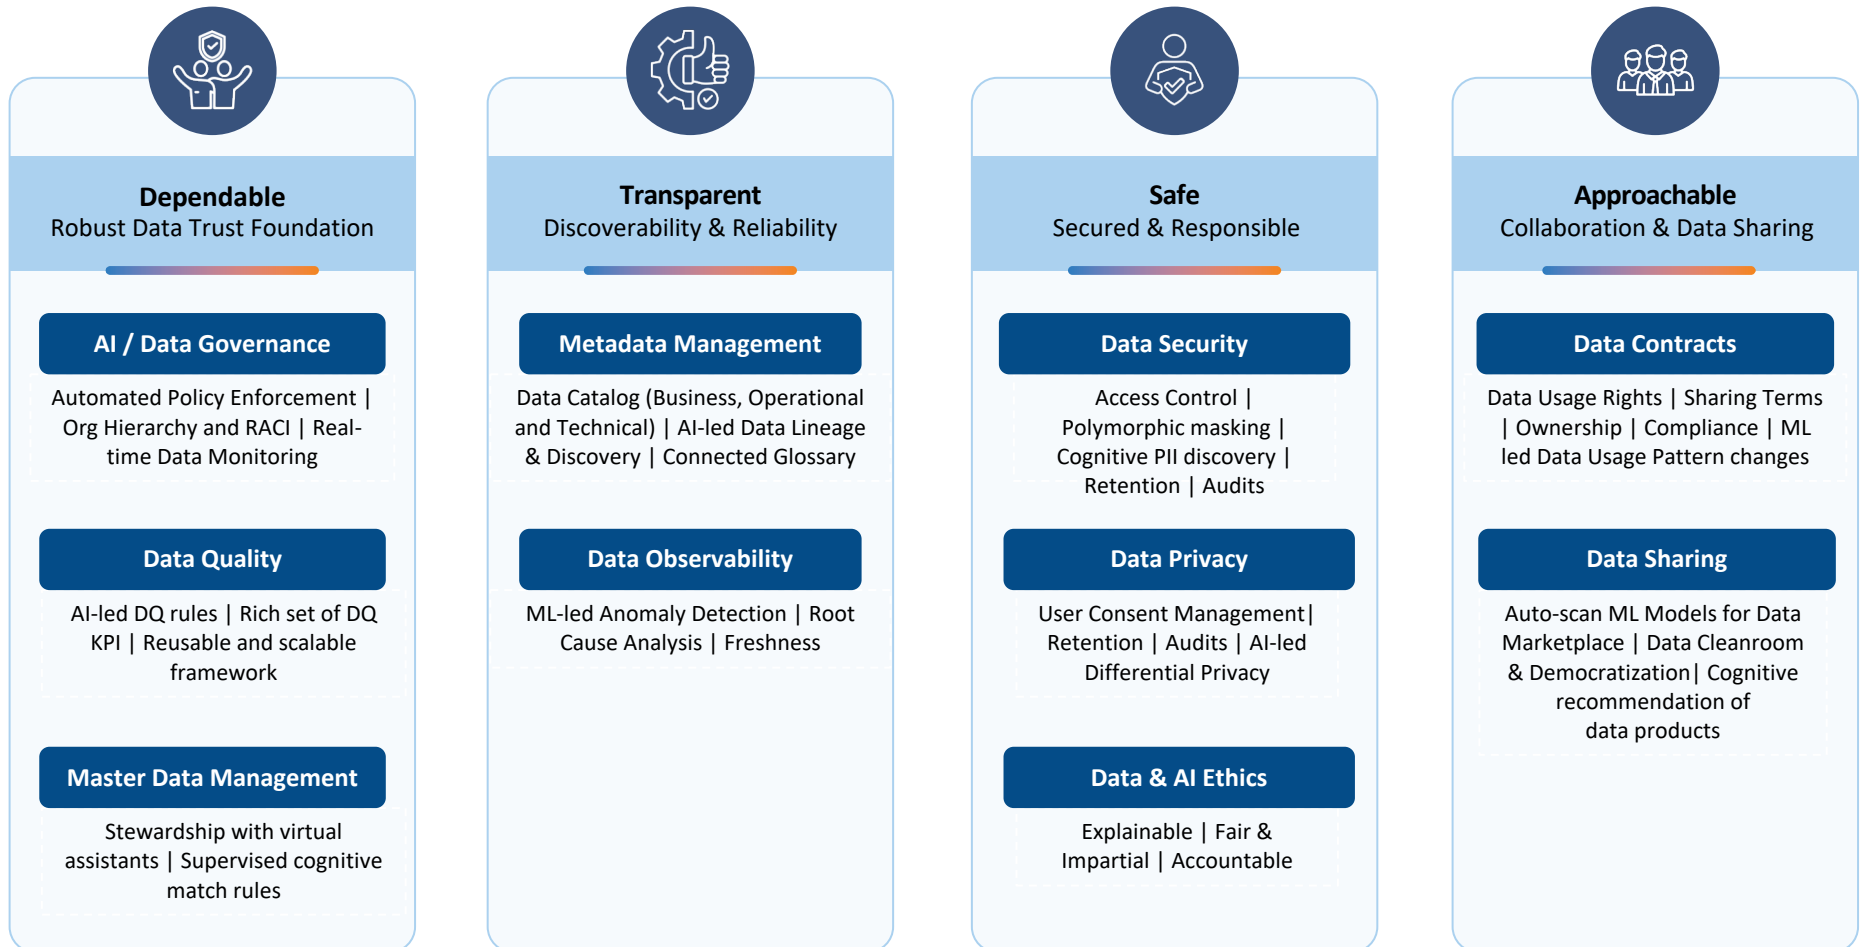 Dependable
Robust Data Trust Foundation
AI / Data Governance
Automated Policy Enforcement |
Org Hierarchy and RACI | Real-
time Data Monitoring
Data Quality
AI-led DQ rules | Rich set of DQ
KPI | Reusable and scalable
framework
Master Data Management
Stewardship with virtual
assistants | Supervised cognitive
match rules
Transparent
Discoverability & Reliability
Metadata Management
Data Catalog (Business, Operational
and Technical) | AI-led Data Lineage
& Discovery | Connected Glossary
Data Observability
ML-led Anomaly Detection | Root
Cause Analysis | Freshness
Safe
Secured & Responsible
Data Security
Access Control |
Polymorphic masking |
Cognitive PII discovery |
Retention | Audits
Data Privacy
User Consent Management|
Retention | Audits | AI-led
Differential Privacy
Data & AI Ethics
Explainable | Fair &
Impartial | Accountable
Approachable
Collaboration & Data Sharing
Data Contracts
Data Usage Rights | Sharing Terms
| Ownership | Compliance | ML
led Data Usage Pattern changes
Data Sharing
Auto-scan ML Models for Data
Marketplace | Data Cleanroom
& Democratization| Cognitive
recommendation of
data products